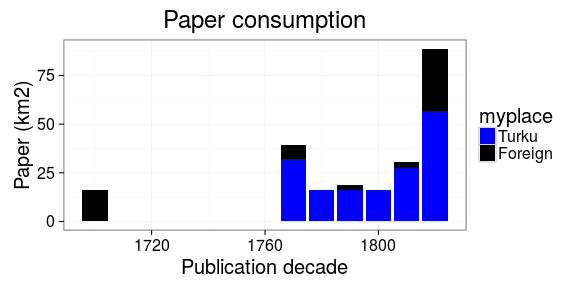 Paper consumption
Paper (km2)
75
50
25
0
1720 1760 1800
Publication decade
myplace
Turku
Foreign